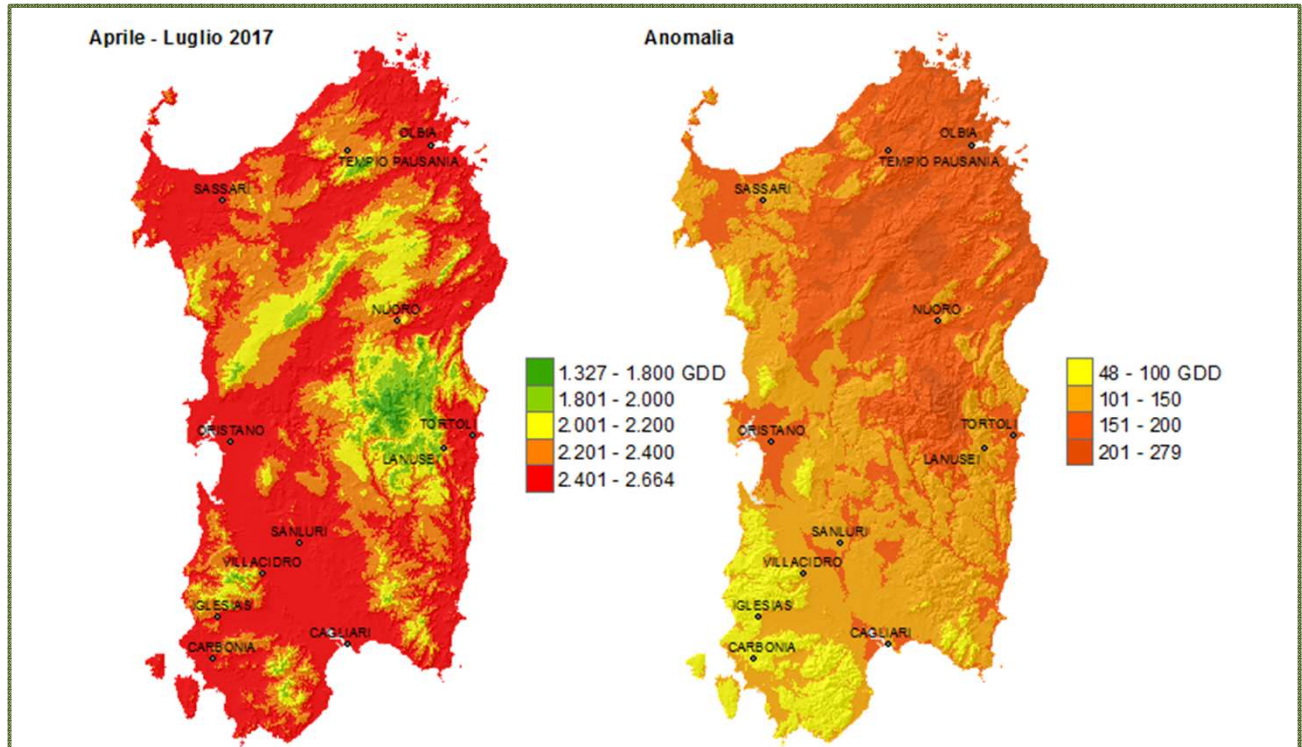 Aprile - Luglio 2017
OLBIA
TEMPIO PAUSANIA
SASSARI
NUORO
ORISTANO
TORTOLI
LANUSEI
SANLURI
VILLACIDRO
IGLESIAS
CAGLIARI
CARBONIA
1.327 - 1.800 GDD
1.801 - 2.000
2.001 - 2.200
2.201 - 2.400
2.401 - 2.664
Anomalia
OLBIA
TEMPIO PAUSANIA
SASSARI
NUORO
ORISTANO
TORTOLI
LANUSEI
SANLURI
VILLACIDRO
IGLESIAS
CAGLIARI
CARBONIA
48 - 100 GDD
101 - 150
151 - 200
201 - 279